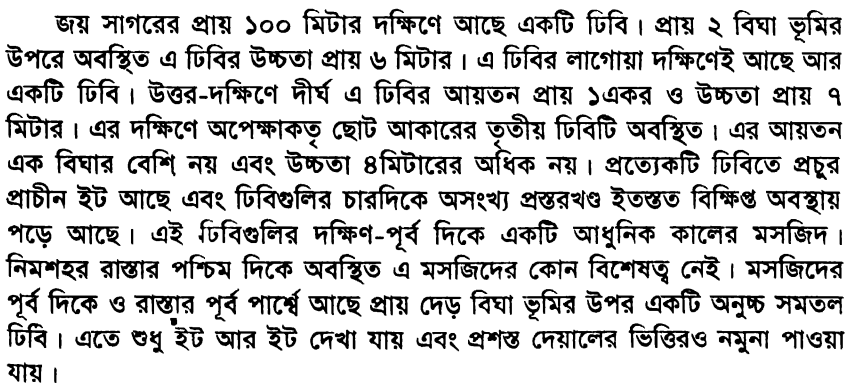 জয় সাগরের প্রায় ১০০ মিটার দক্ষিণে আছে একটি ঢিবি। প্রায় ২ বিঘা ভূমির
উপরে অবস্থিত এ ঢিবির উচ্চতা প্রায় ৬ মিটার। এ ঢিবির লাগোয়া দক্ষিণেই আছে আর
একটি ঢিবি। উত্তর-দক্ষিণে দীর্ঘ এ ঢিবির আয়তন প্রায় ১একর ও উচ্চতা প্রায় ৭
মিটার। এর দক্ষিণে অপেক্ষাকতৃ ছোট আকারের তৃতীয় ঢিবিটি অবস্থিত। এর আয়তন
এক বিঘার বেশি নয় এবং উচ্চতা ৪মিটারের অধিক নয়। প্রত্যেকটি ঢিবিতে প্রচুর
প্রাচীন ইট আছে এবং ঢিবিগুলির চারদিকে অসংখ্য প্রস্তরখণ্ড ইতস্তত বিক্ষিপ্ত অবস্থায়
পড়ে আছে। এই ঢিবিগুলির দক্ষিণ-পূর্ব দিকে একটি আধুনিক কালের মসজিদ।
নিমশহর রাস্তার পশ্চিম দিকে অবস্থিত এ মসজিদের কোন বিশেষত্ব নেই। মসজিদের
পূর্ব দিকে ও রাস্তার পূর্ব পার্শ্বে আছে প্রায় দেড় বিঘা ভূমির উপর একটি অনুচ্চ সমতল
ঢিবি। এতে শুধু ইট আর ইট দেখা যায় এবং প্রশস্ত দেয়ালের ভিত্তিরও নমুনা পাওয়া
যায়।